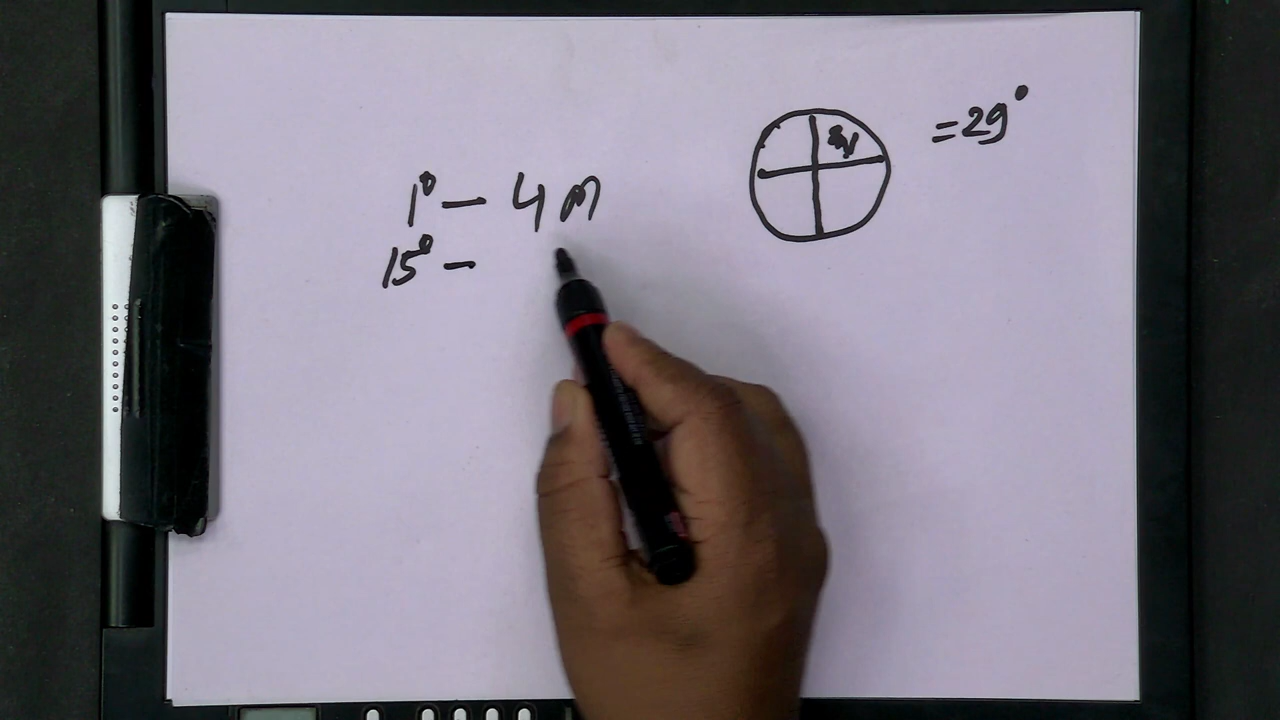 = 29°
1° — 4 M
15° —